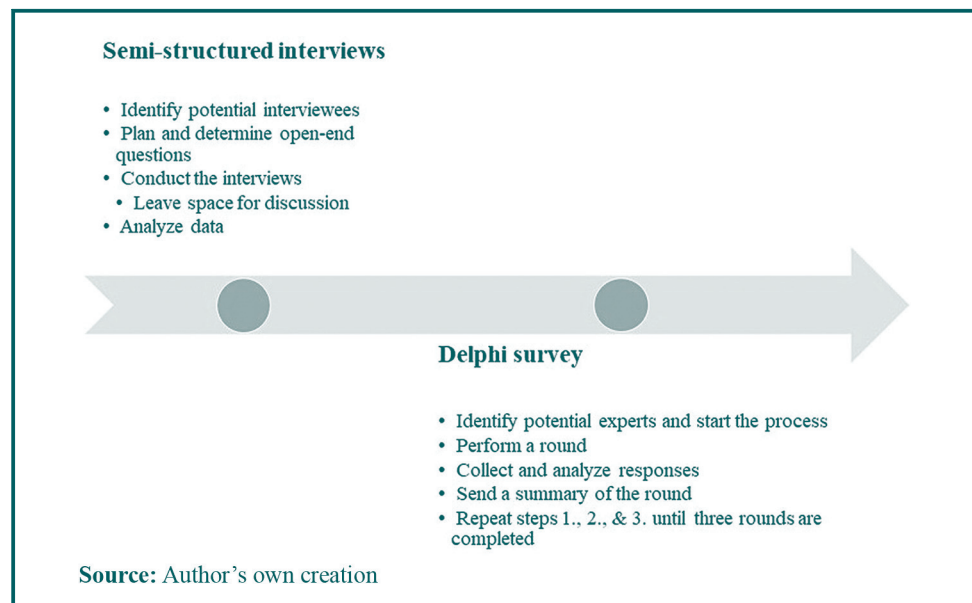 Semi-structured interviews
• Identify potential interviewees
• Plan and determine open-end
questions
• Conduct the interviews
• Leave space for discussion
• Analyze data
Delphi survey
• Identify potential experts and start the process
• Perform a round
• Collect and analyze responses
• Send a summary of the round
• Repeat steps 1., 2., & 3. until three rounds are
completed
Source: Author’s own creation